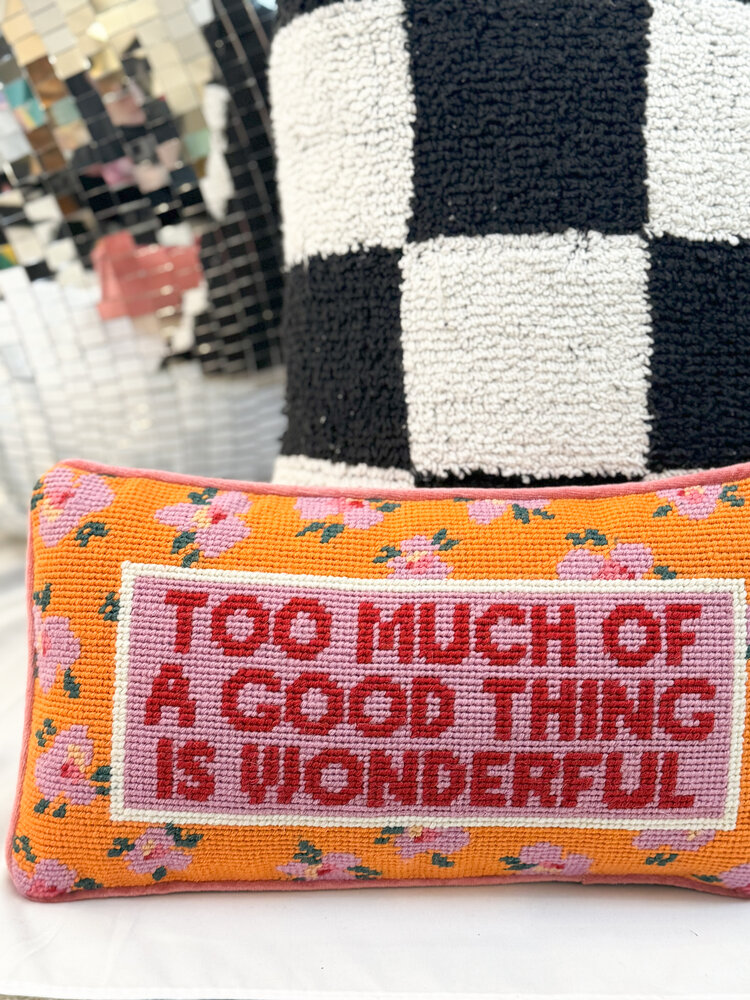 TOO MUCH OF
A GOOD THING
IS WONDERFUL